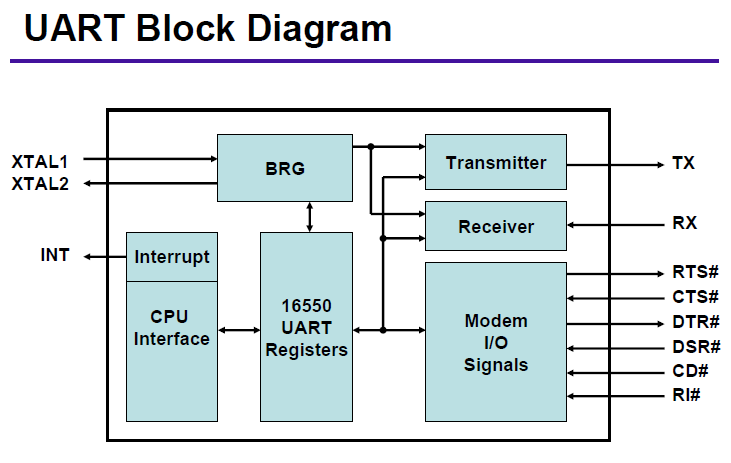 UART Block Diagram
XTAL1
XTAL2
INT
BRG
Interrupt
CPU
Interface
16550
UART
Registers
Transmitter
Receiver
Modem
I/O
Signals
TX
RX
RTS#
CTS#
DTR#
DSR#
CD#
RI#